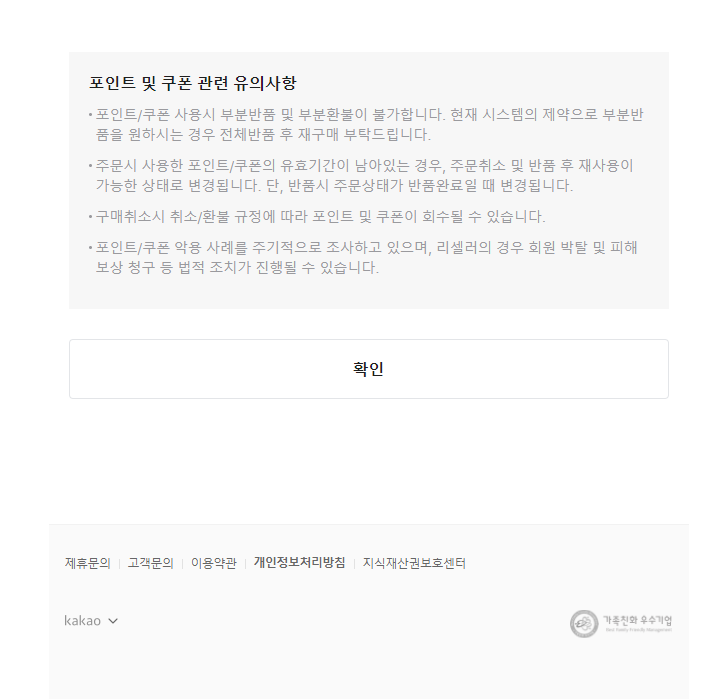 포인트 및 쿠폰 관련 유의사항
• 포인트/쿠폰 사용시 부분반품 및 부분환불이 불가합니다. 현재 시스템의 제약으로 부분반
품을 원하시는 경우 전체반품 후 재구매 부탁드립니다.
• 주문시 사용한 포인트/쿠폰의 유효기간이 남아있는 경우, 주문취소 및 반품 후 재사용이
가능한 상태로 변경됩니다. 단, 반품시 주문상태가 반품완료일 때 변경됩니다.
• 구매취소시 취소/환불 규정에 따라 포인트 및 쿠폰이 회수될 수 있습니다.
• 포인트/쿠폰 악용 사례를 주기적으로 조사하고 있으며, 리셀러의 경우 회원 박탈 및 피해
보상 청구 등 법적 조치가 진행될 수 있습니다.
확인
제휴문의 고객문의 이용약관 개인정보처리방침 지식재산권보호센터
kakao
가족친화 우수기업